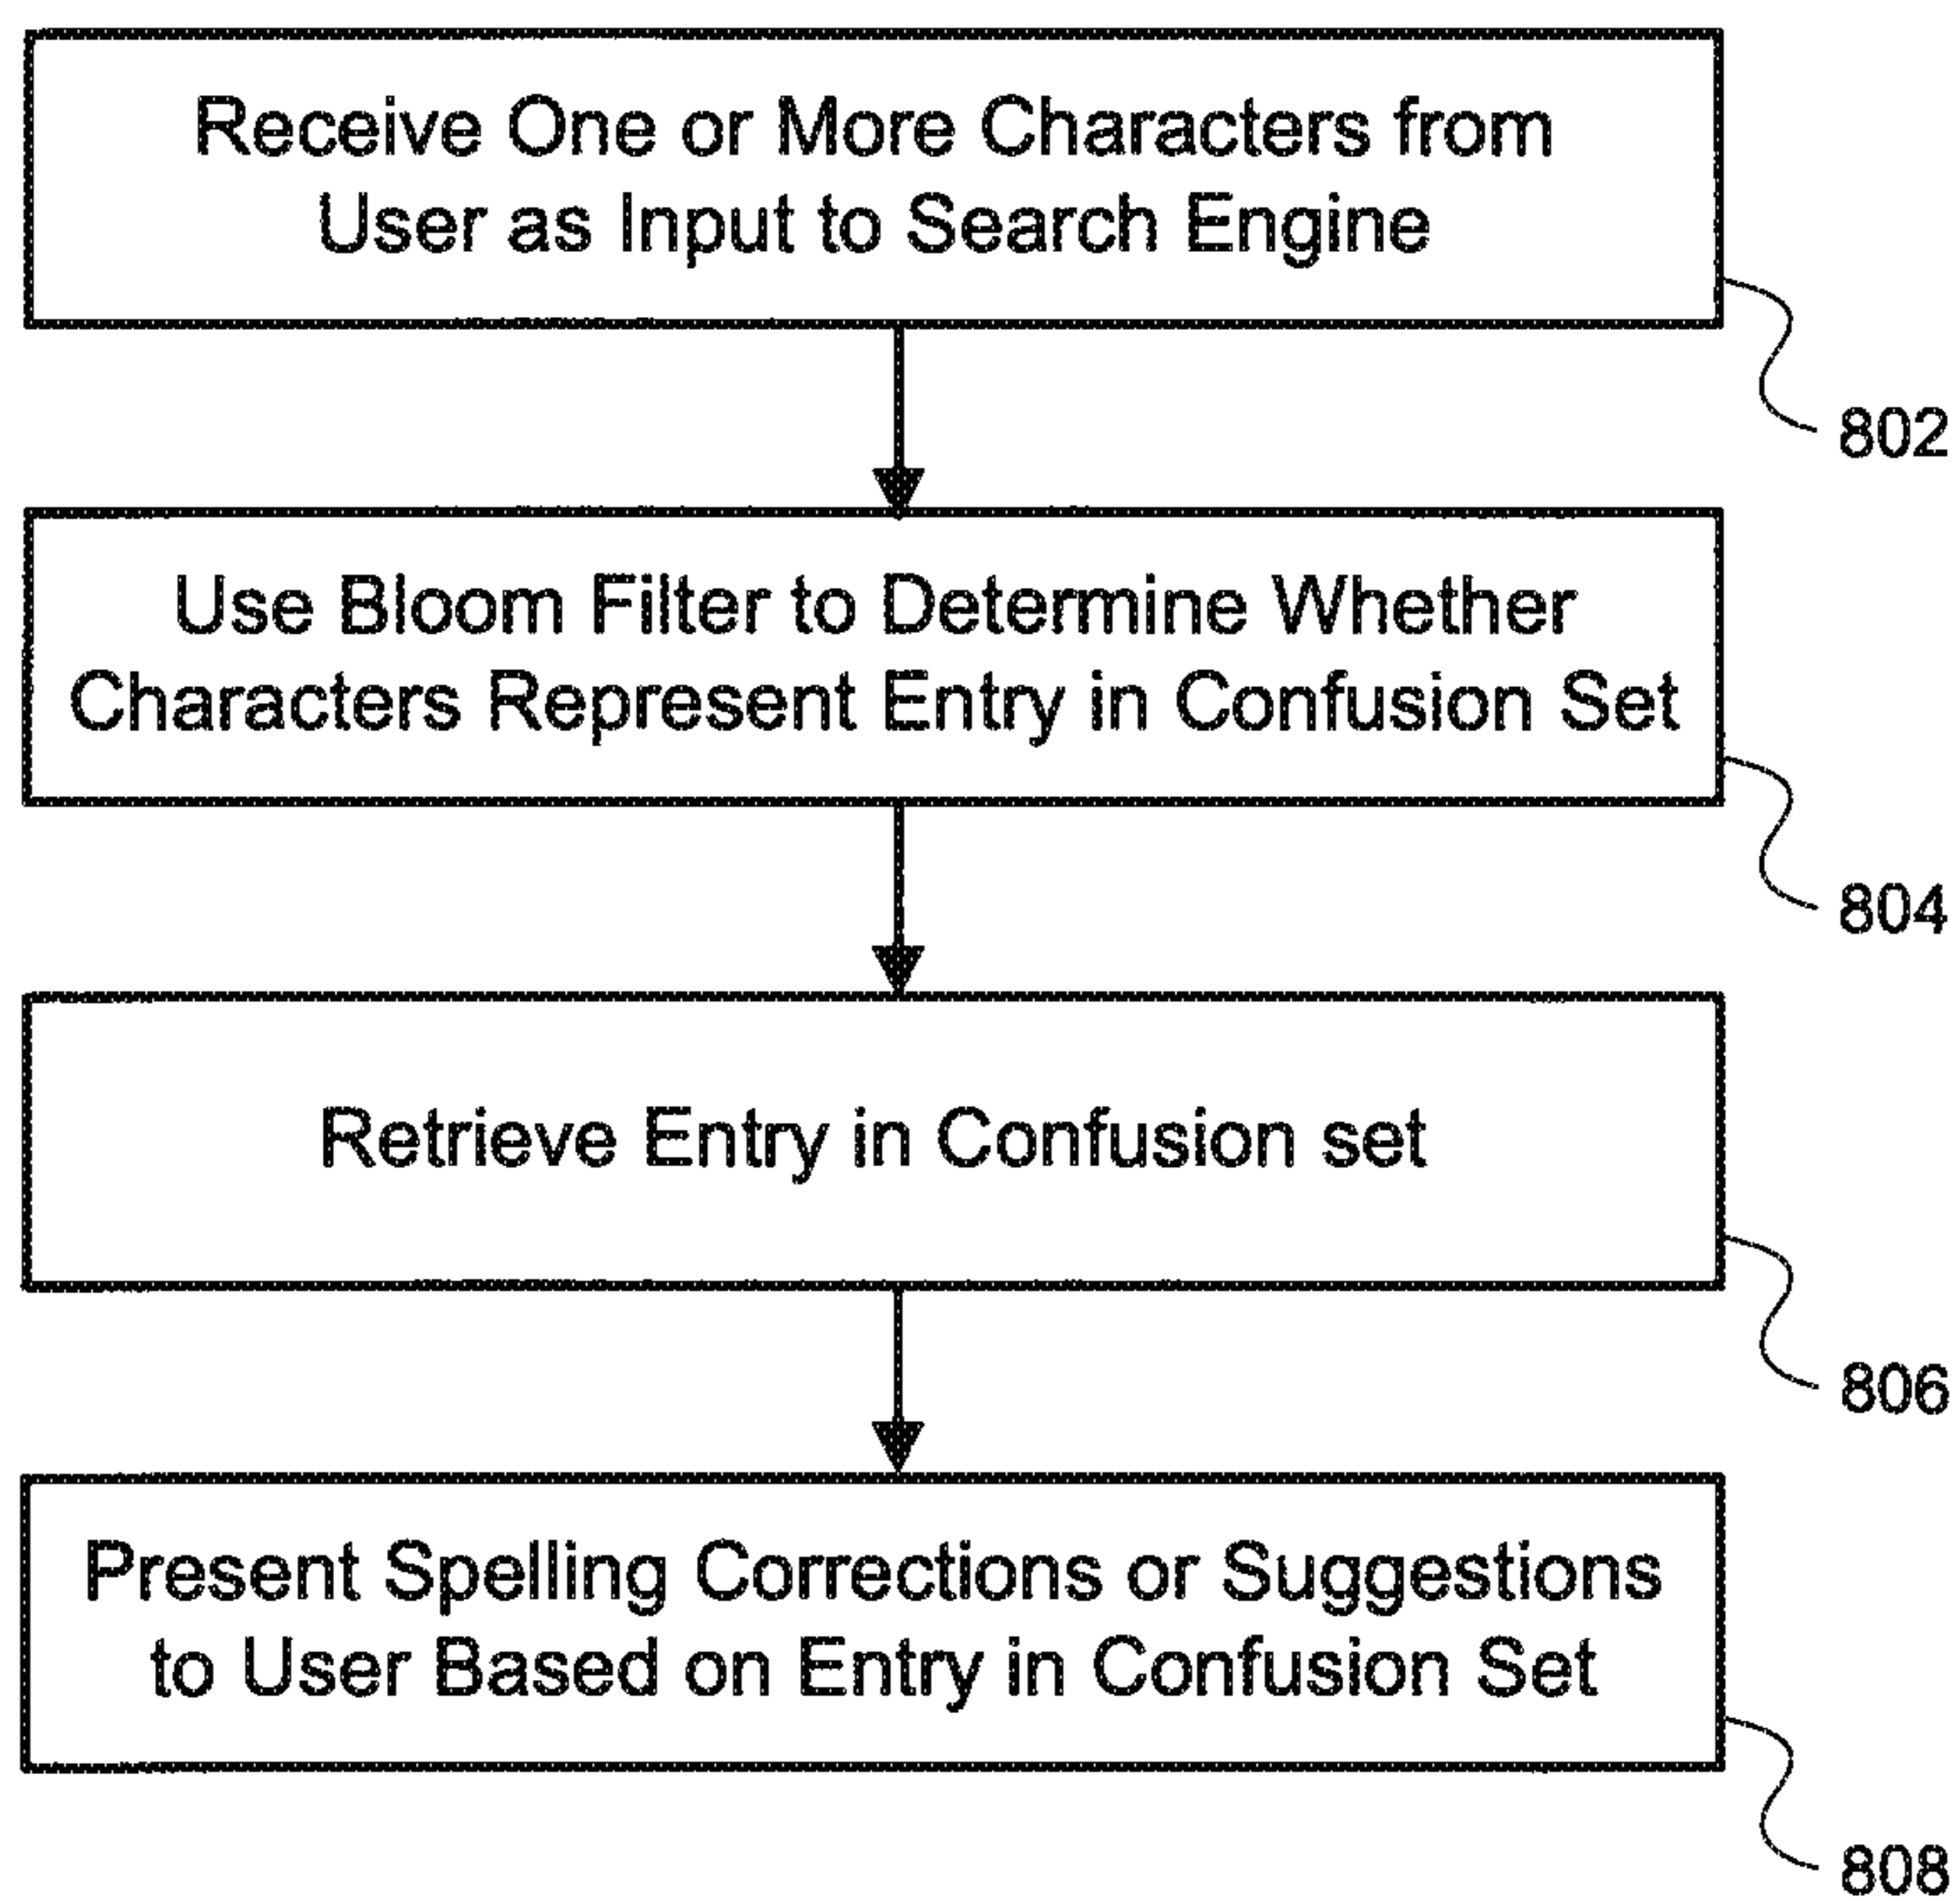 Receive One or More Characters from
User as Input to Search Engine
802
Use Bloom Filter to Determine Whether
Characters Represent Entry in Confusion Set
804
Retrieve Entry in Confusion set
806
Present Spelling Corrections or Suggestions
to User Based on Entry in Confusion Set
808